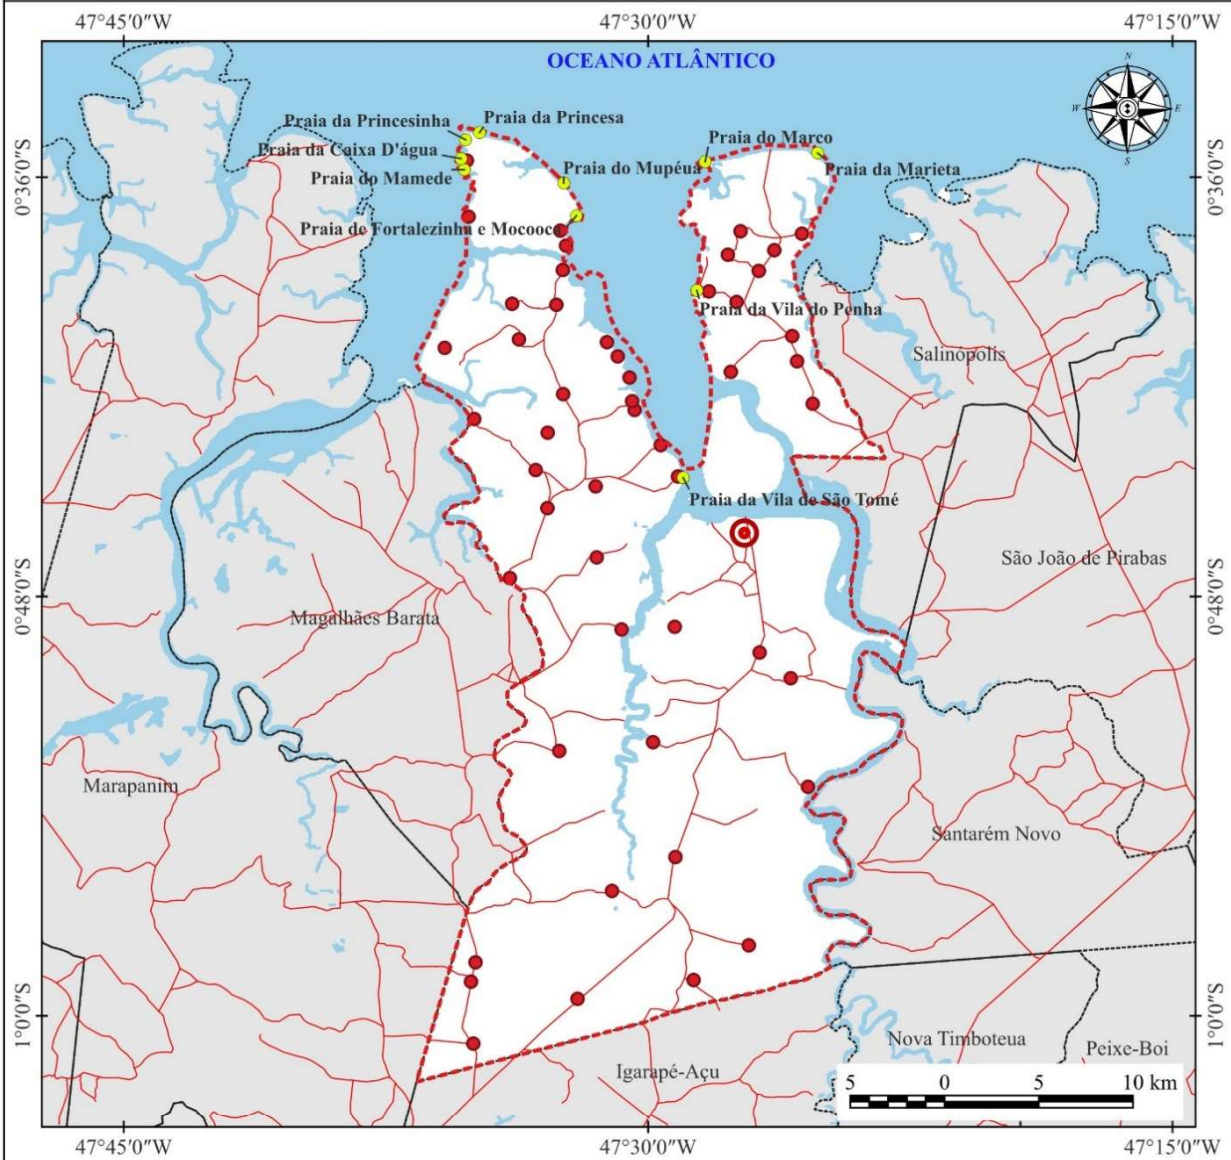 47°45'0"W 47°30'0"W 47°15'0"W
OCEANO ATLÂNTICO
N
W E
S
Praia da Princesinha
Praia da Princesa
Praia da Caixa D'água
Praia do Mamede
Praia do Mupéua
Praia do Marco
Praia da Marieta
Praia de Fortalezinha e Mocooca
0°36'0"S
0°36'0"S
Praia da Vila do Penha
Salinópolis
Praia da Vila de São Tomé
São João de Pirabas
0°48'0"S
0°48'0"S
Magalhães Barata
Marapanim
Santarém Novo
1°0'0"S
1°0'0"S
Nova Timboteua
Peixe-Boi
Igarapé-Açu
5 0 5 10 km
47°45'0"W 47°30'0"W 47°15'0"W